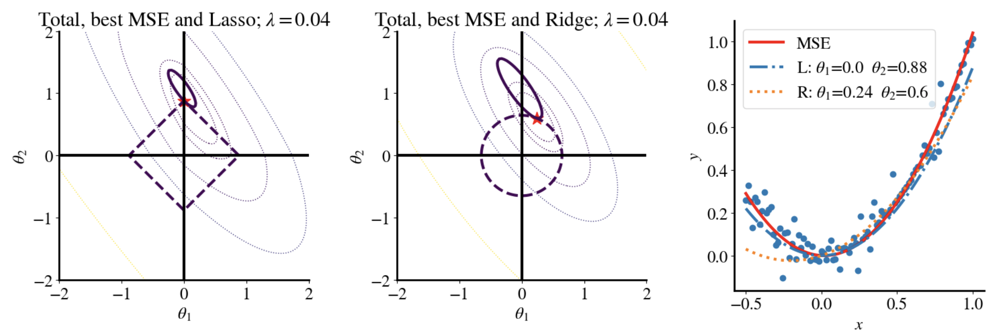 Total, best MSE and Lasso; λ = 0.04
2
1
0
−1
−2
θ₂
−2 −1 0 1 2
θ₁
Total, best MSE and Ridge; λ = 0.04
2
1
0
−1
−2
θ₂
−2 −1 0 1 2
θ₁
MSE
L: θ₁=0.0 θ₂=0.88
R: θ₁=0.24 θ₂=0.6
1.0
0.8
0.6
0.4
0.2
0.0
y
−0.5 0.0 0.5 1.0
x